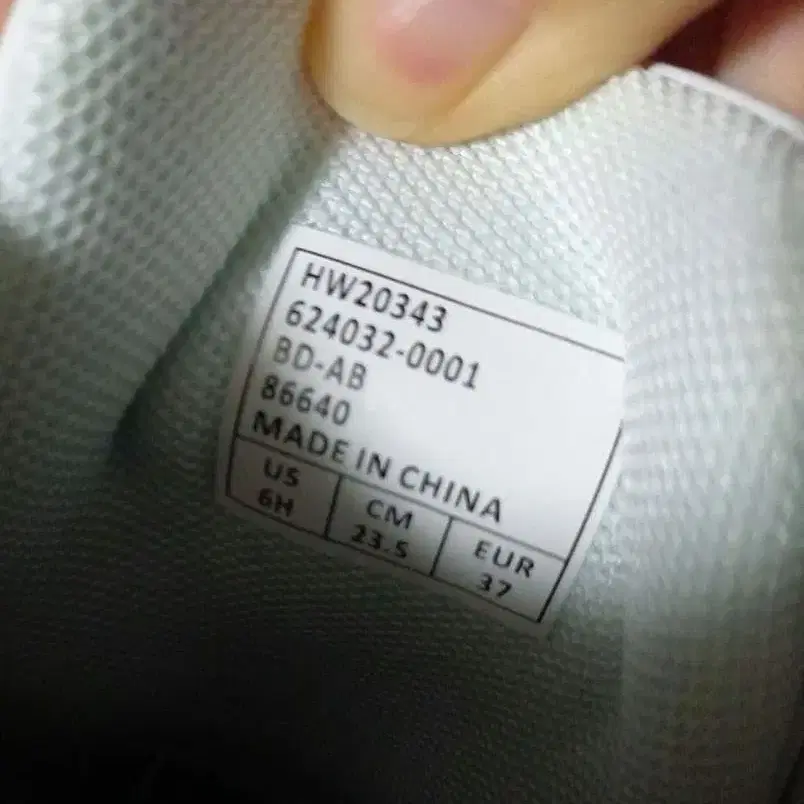 HW20343
624032-0001
BD-AB
86640
MADE IN CHINA
US CM EUR
6H 23.5 37